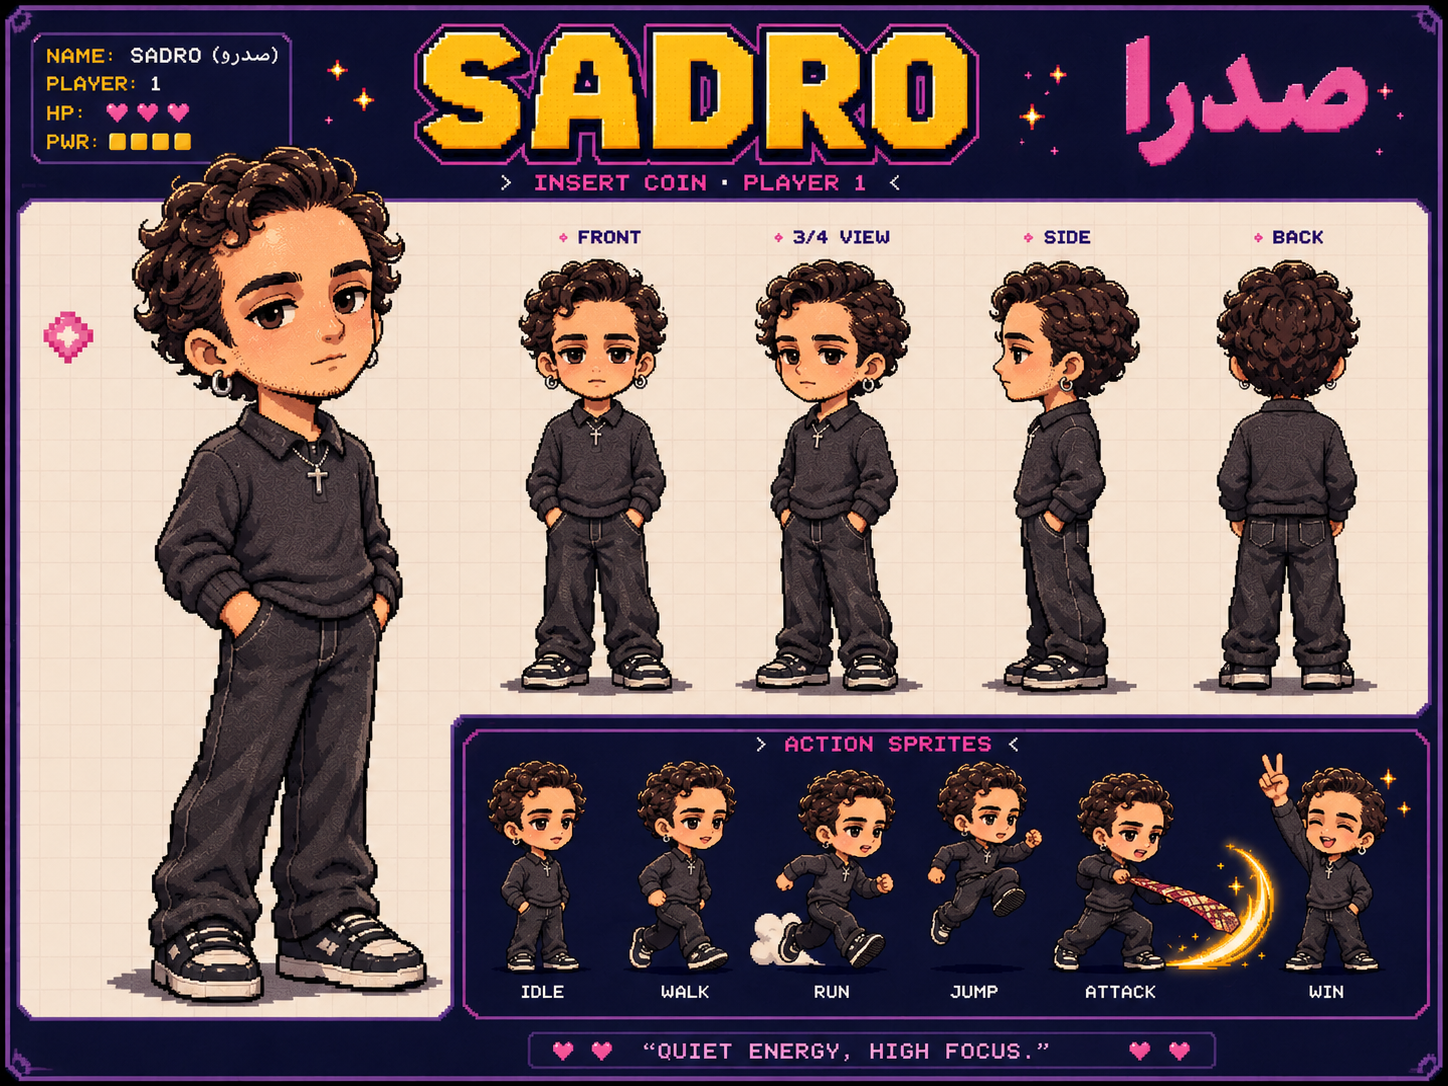 NAME: SADRO (صدرو)
PLAYER: 1
HP:
PWR:
SADRO
صدرا
> INSERT COIN · PLAYER 1 <
FRONT
3/4 VIEW
SIDE
BACK
> ACTION SPRITES <
IDLE
WALK
RUN
JUMP
ATTACK
WIN
“QUIET ENERGY, HIGH FOCUS.”